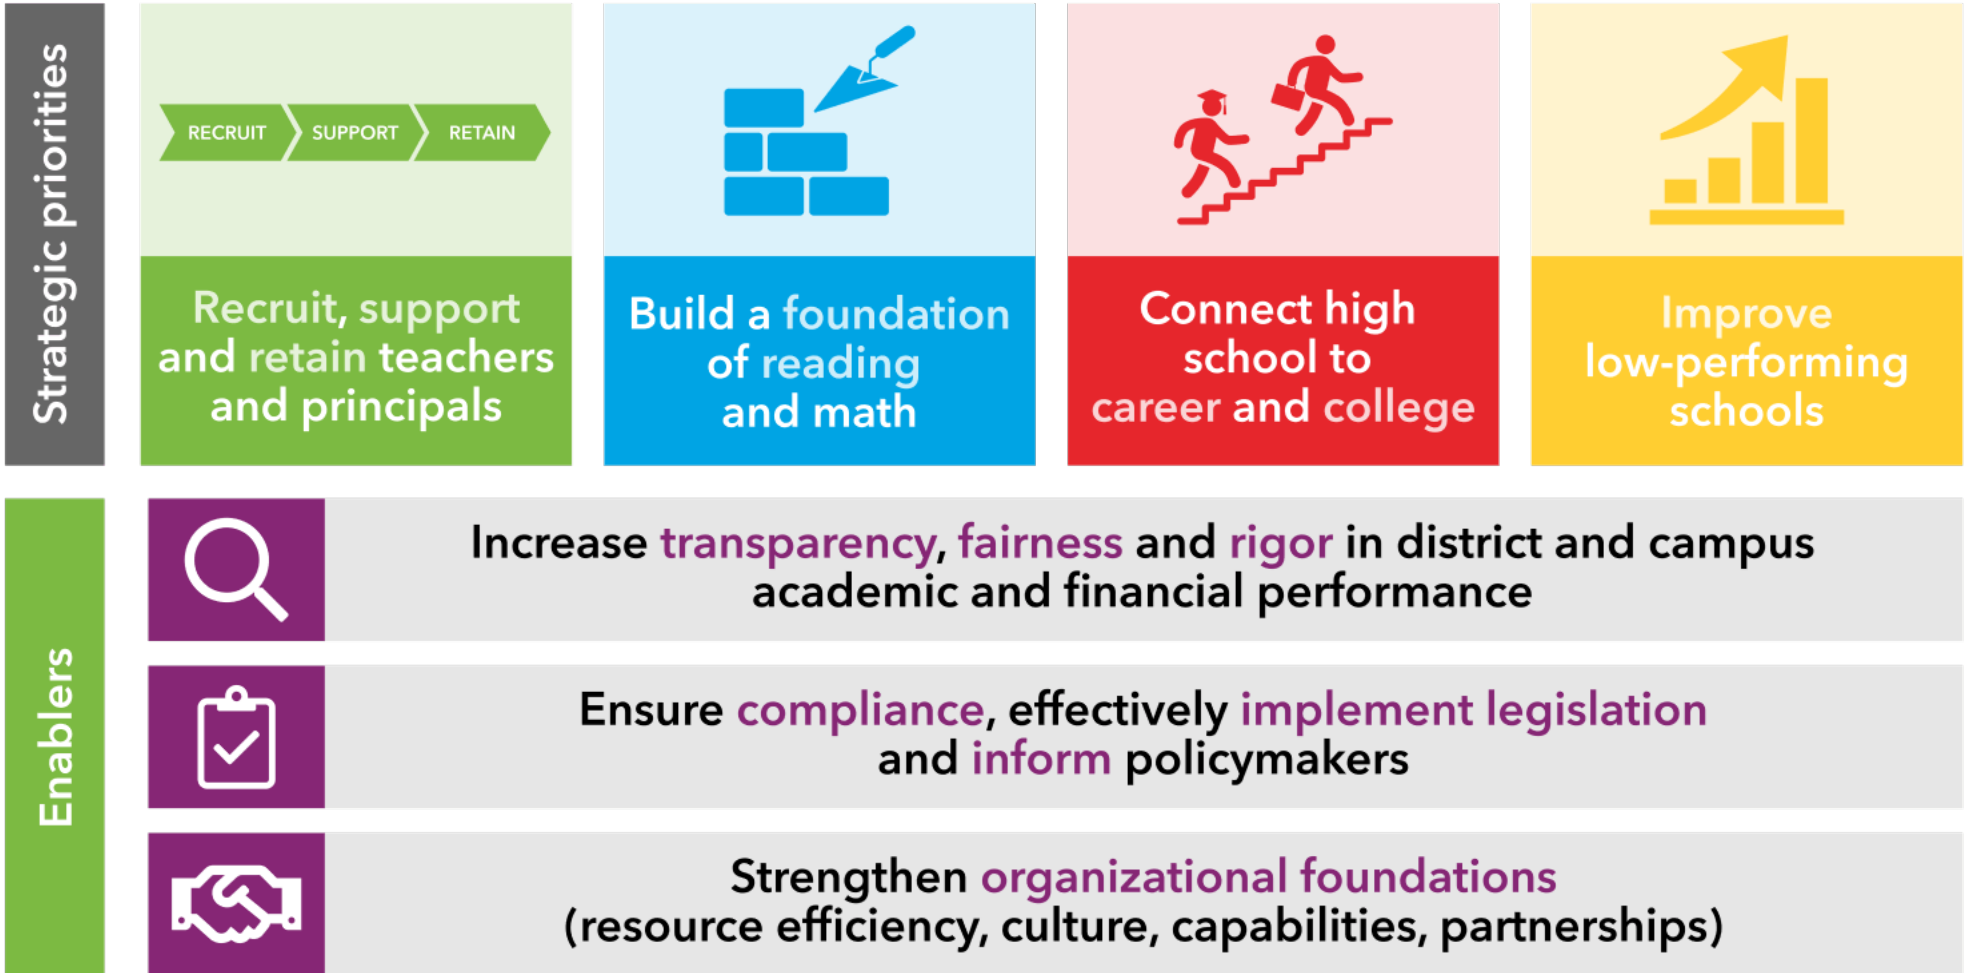 Strategic priorities
RECRUIT
SUPPORT
RETAIN
Recruit, support
and retain teachers
and principals
Build a foundation
of reading
and math
Connect high
school to
career and college
Improve
low-performing
schools
Enablers
Increase transparency, fairness and rigor in district and campus
academic and financial performance
Ensure compliance, effectively implement legislation
and inform policymakers
Strengthen organizational foundations
(resource efficiency, culture, capabilities, partnerships)